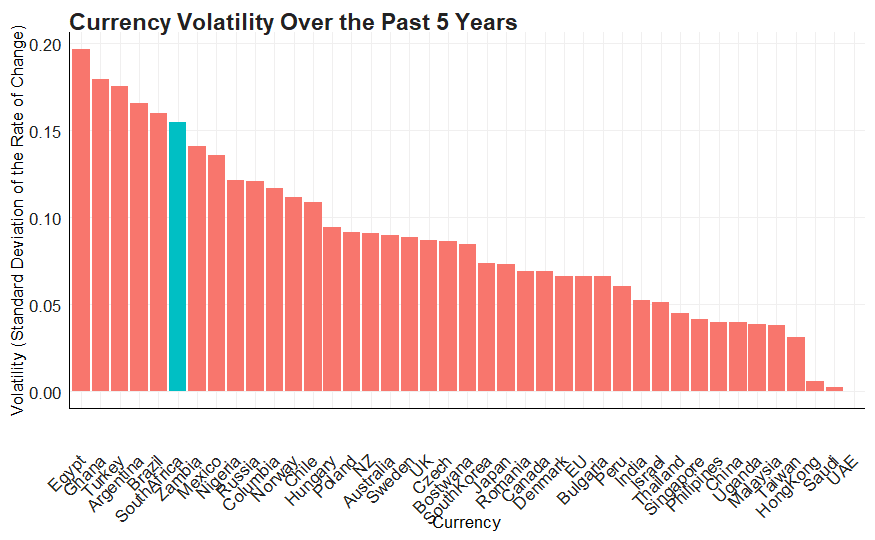 Currency Volatility Over the Past 5 Years
Volatility (Standard Deviation of the Rate of Change)
0.20
0.15
0.10
0.05
0.00
Egypt
Ghana
Turkey
Argentina
Brazil
SouthAfrica
Zambia
Mexico
Nigeria
Russia
Columbia
Norway
Chile
Hungary
Poland
NZ
Australia
Sweden
UK
Czech
Bostwana
SouthKorea
Japan
Romania
Canada
Denmark
EU
Bulgaria
Peru
India
Israel
Thailand
Singapore
Philipines
China
Uganda
Malaysia
Taiwan
HongKong
Saudi
UAE
Currency